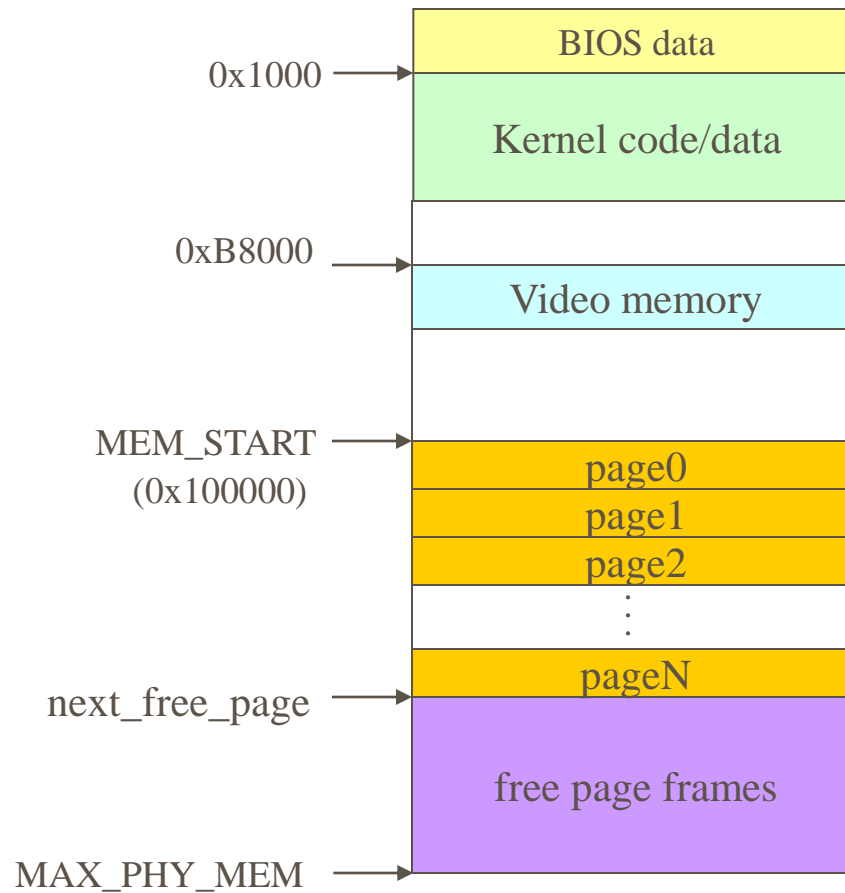 BIOS data
0x1000
Kernel code/data
0xB8000
Video memory
MEM_START
(0x100000)
page0
page1
page2
⋮
pageN
next_free_page
free page frames
MAX_PHY_MEM